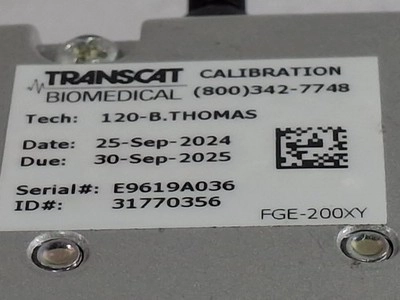 TRANSCAT CALIBRATION
BIOMEDICAL (800)342-7748
Tech: 120-B.THOMAS
Date: 25-Sep-2024
Due: 30-Sep-2025
Serial#: E9619A036
ID#: 31770356
FGE-200XY